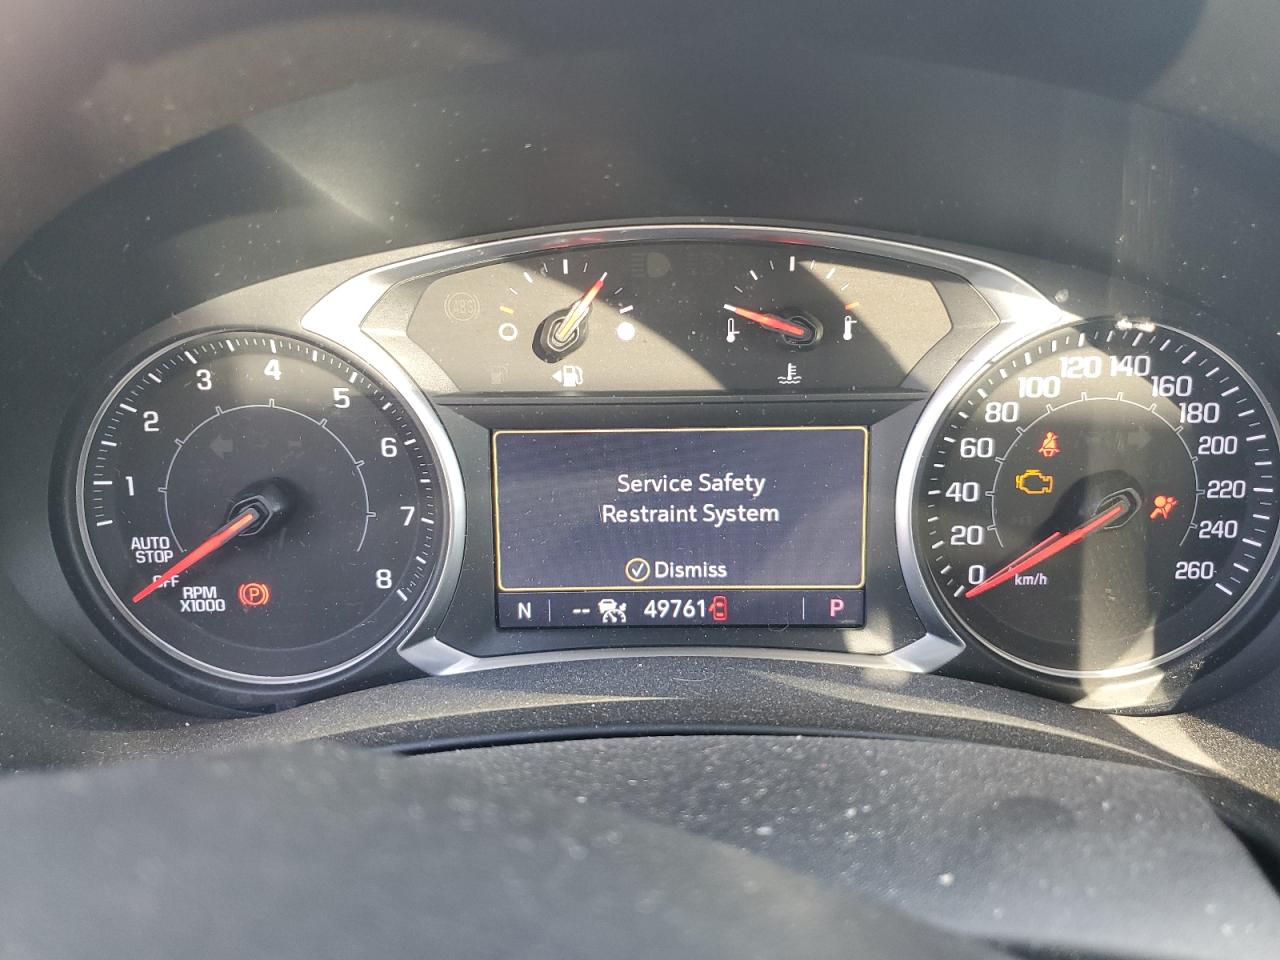 ABS
1
2
3
4
5
6
7
8
AUTO
STOP
OFF
RPM
X1000
P
Service Safety
Restraint System
Dismiss
N -- 49761 P
0
20
40
60
80
100
120
140
160
180
200
220
240
260
km/h